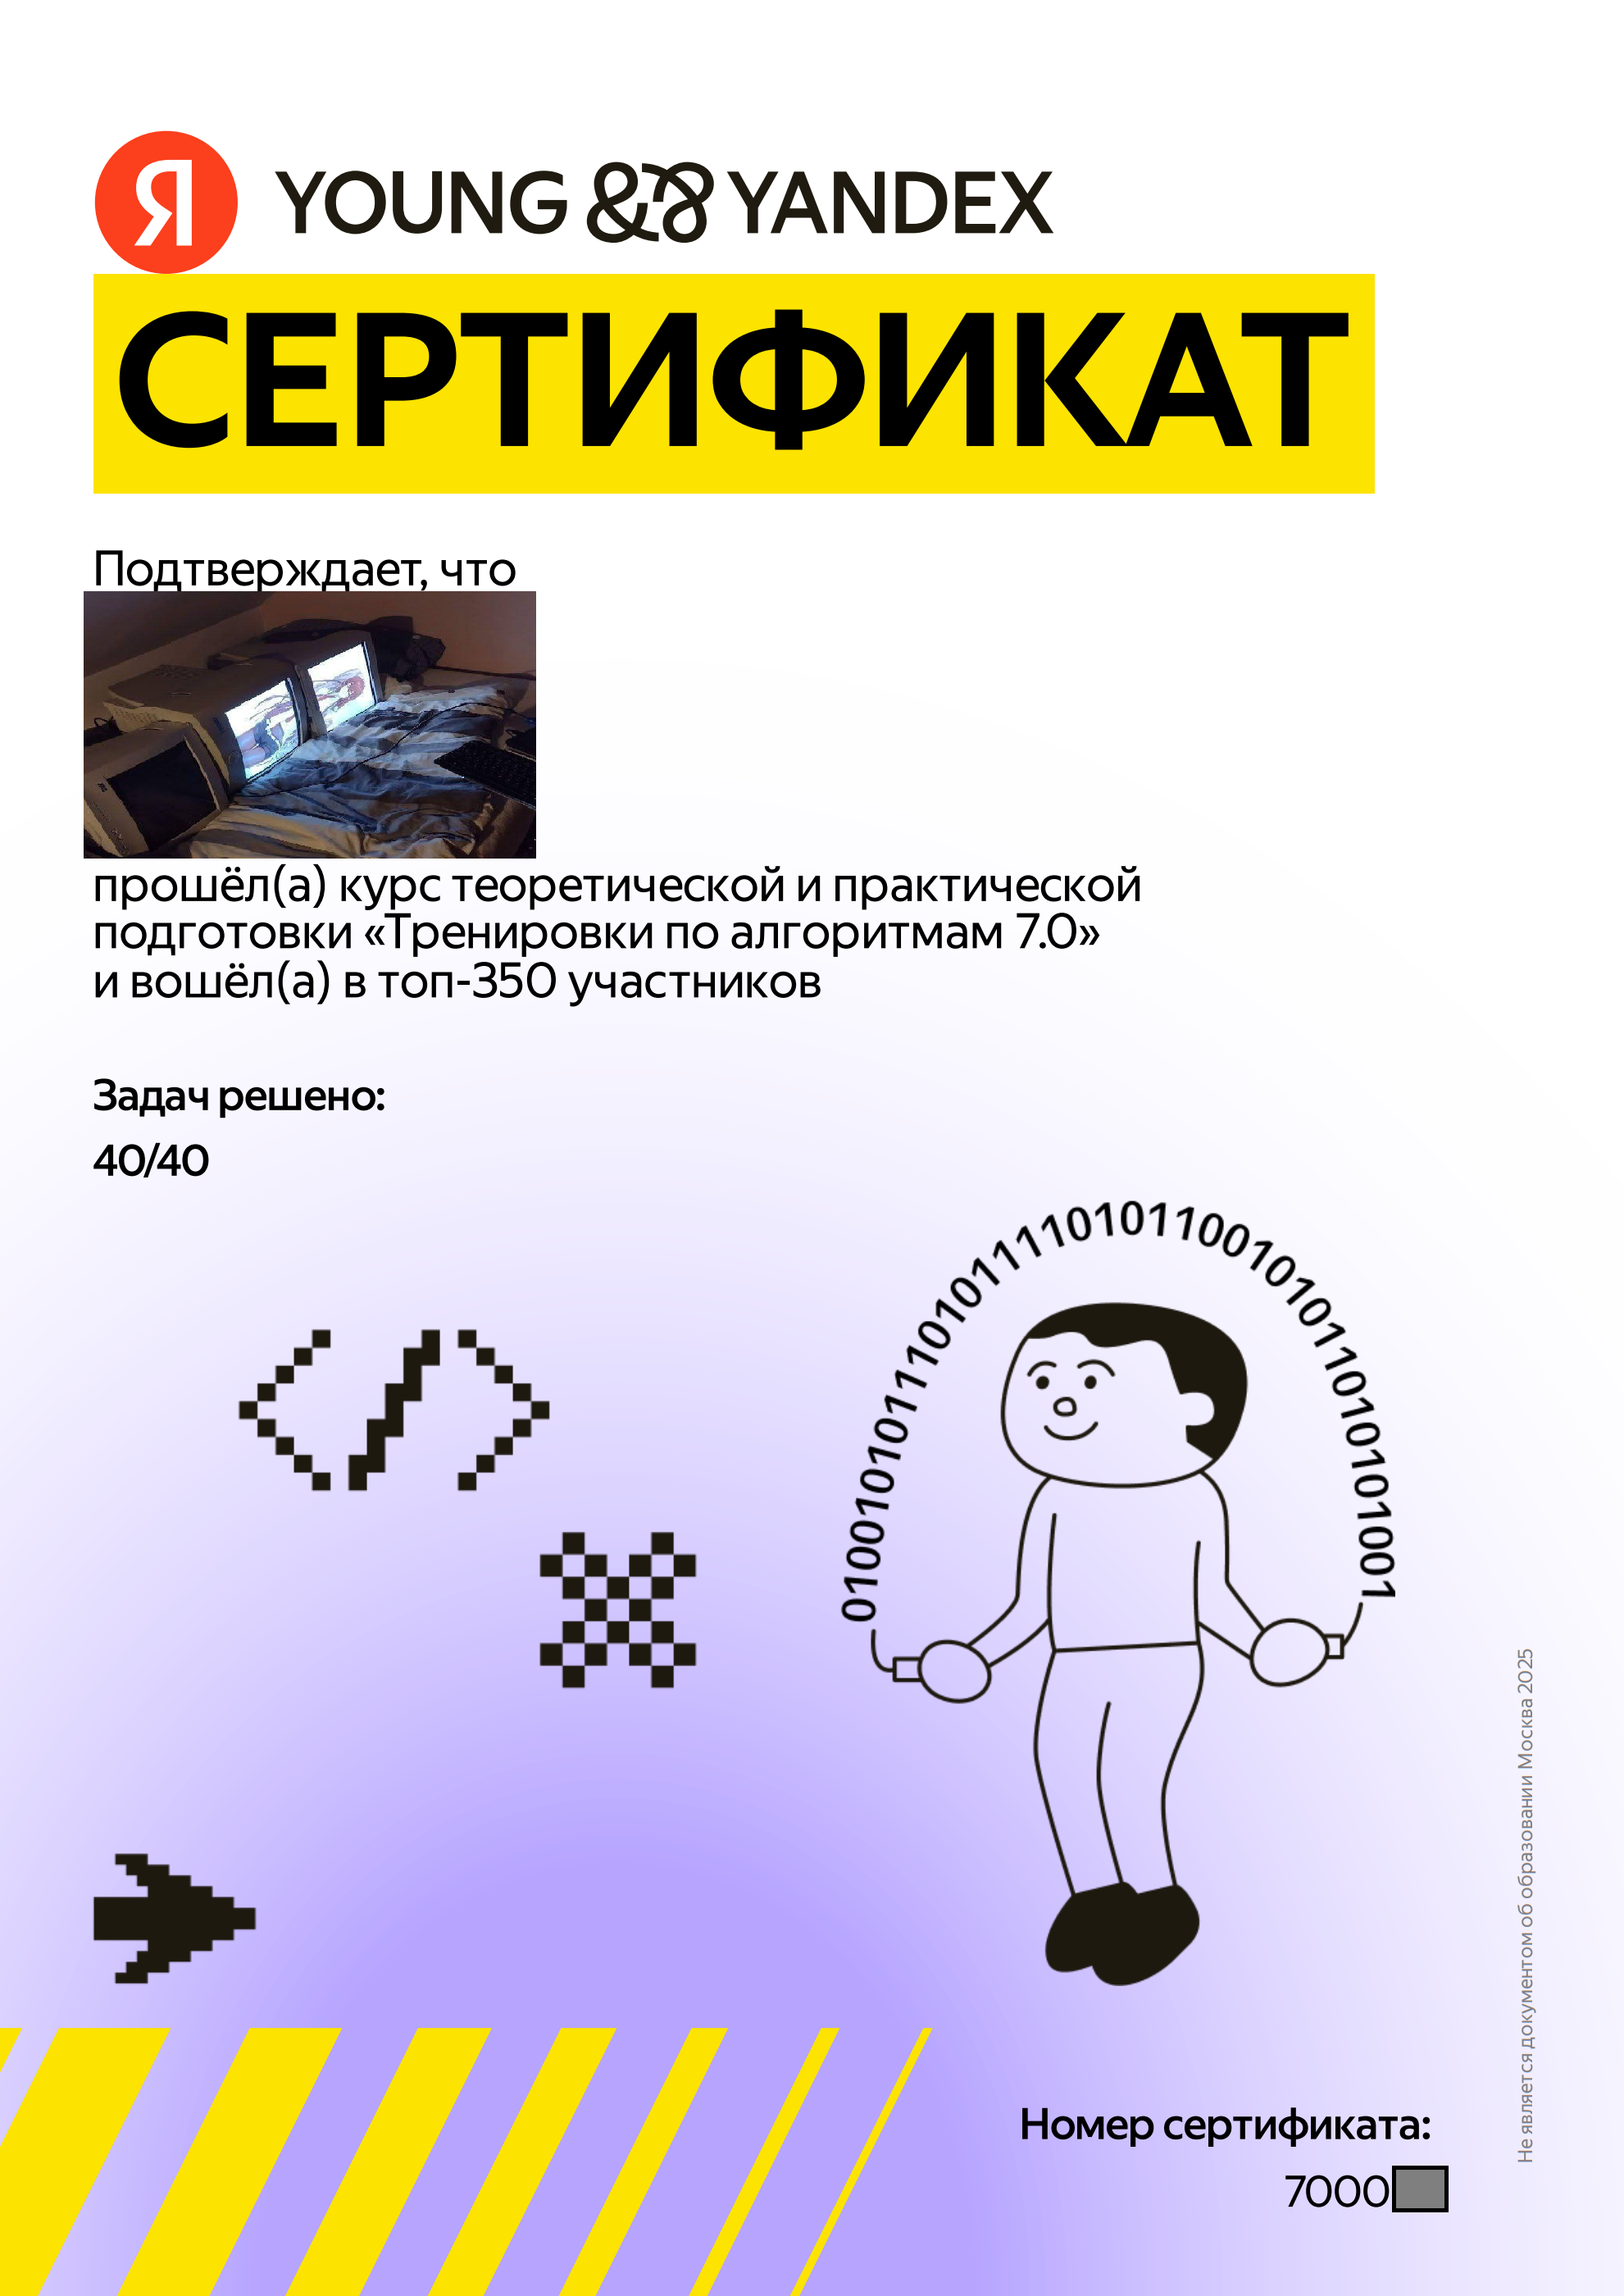 Я YOUNG && YANDEX
СЕРТИФИКАТ
Подтверждает, что
прошёл(а) курс теоретической и практической
подготовки «Тренировки по алгоритмам 7.0»
и вошёл(а) в топ-350 участников
Задач решено:
40/40
</>
Не является документом об образовании Москва 2025
Номер сертификата:
7000